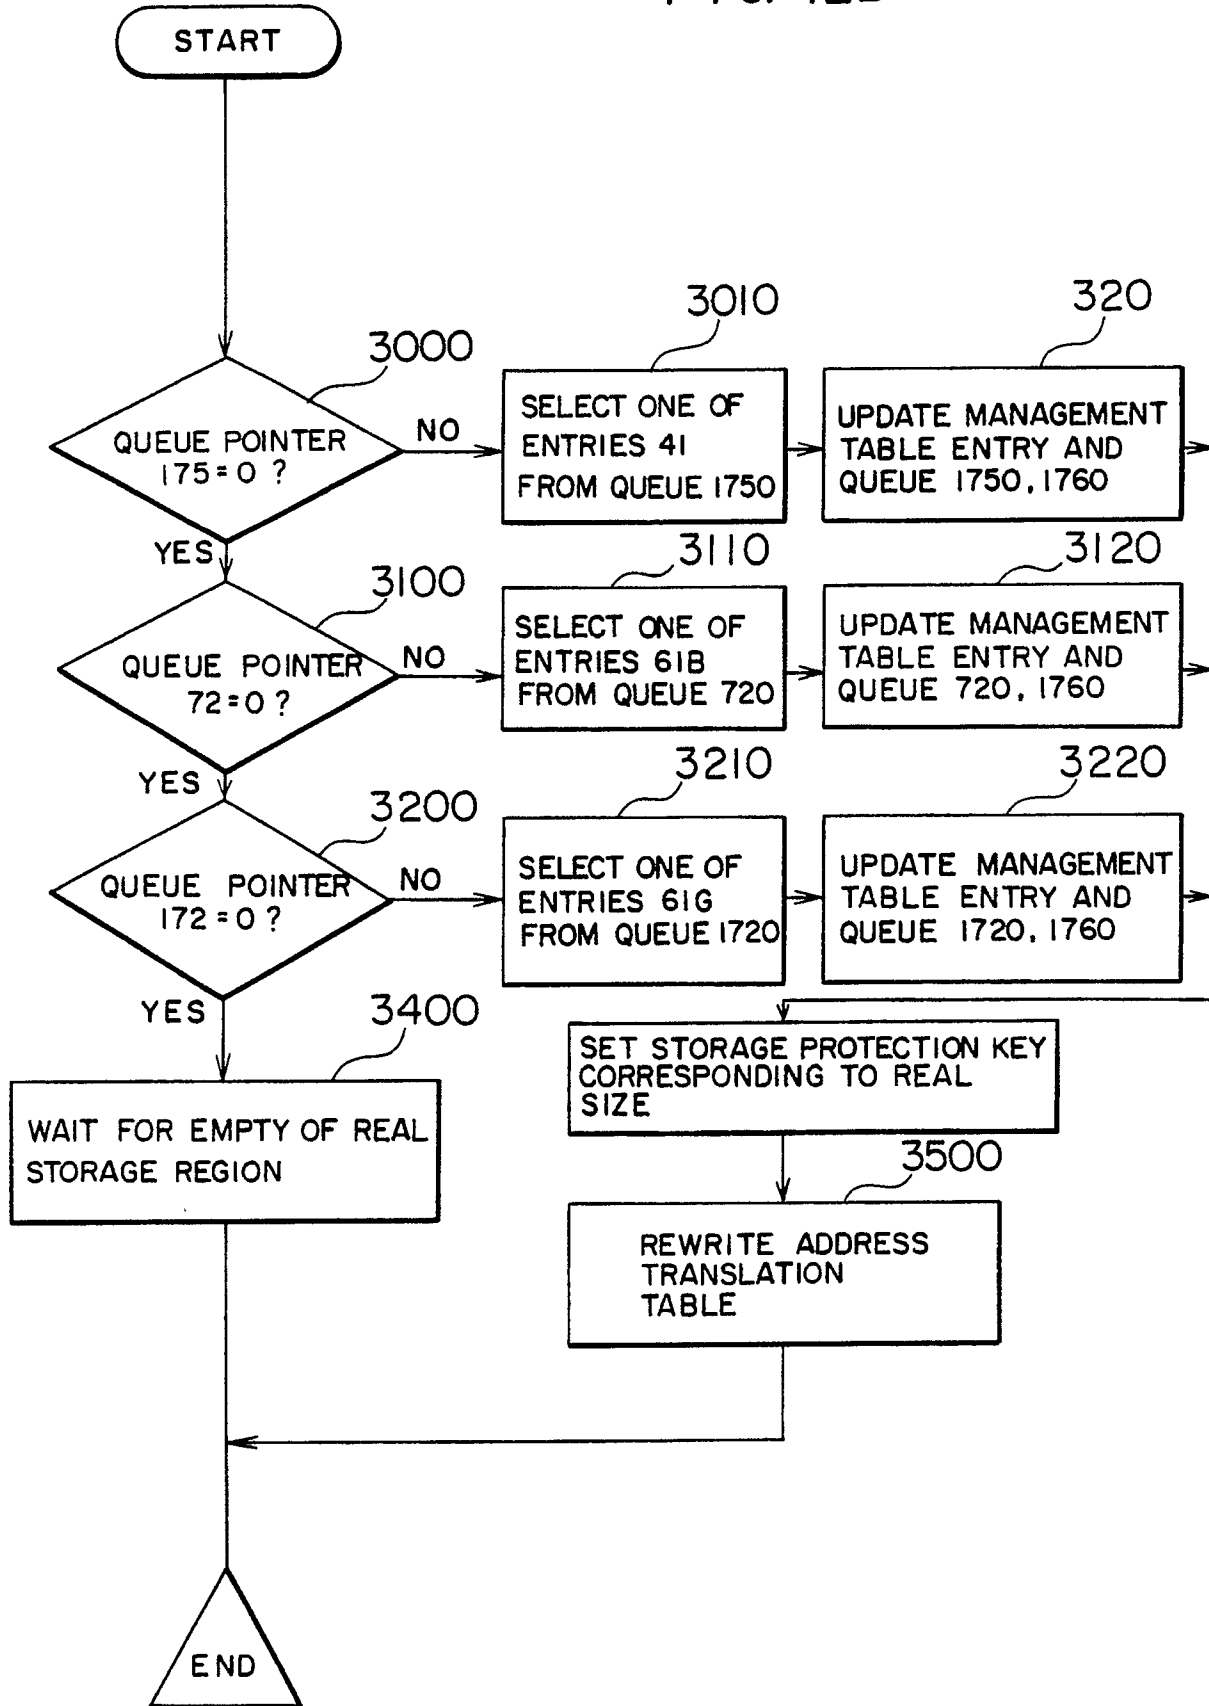 START
3000
QUEUE POINTER
175=0 ?
NO
YES
3010
SELECT ONE OF
ENTRIES 41
FROM QUEUE 1750
320
UPDATE MANAGEMENT
TABLE ENTRY AND
QUEUE 1750, 1760
3100
QUEUE POINTER
72=0 ?
NO
YES
3110
SELECT ONE OF
ENTRIES 61B
FROM QUEUE 720
3120
UPDATE MANAGEMENT
TABLE ENTRY AND
QUEUE 720, 1760
3200
QUEUE POINTER
172=0 ?
NO
YES
3210
SELECT ONE OF
ENTRIES 61G
FROM QUEUE 1720
3220
UPDATE MANAGEMENT
TABLE ENTRY AND
QUEUE 1720, 1760
3400
WAIT FOR EMPTY OF REAL
STORAGE REGION
SET STORAGE PROTECTION KEY
CORRESPONDING TO REAL
SIZE
3500
REWRITE ADDRESS
TRANSLATION
TABLE
END